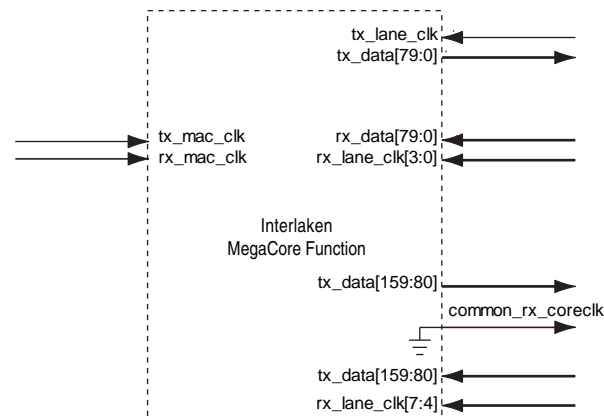 tx_lane_clk
tx_data[79:0]
tx_mac_clk
rx_data[79:0]
rx_mac_clk
rx_lane_clk[3:0]
Interlaken
MegaCore Function
tx_data[159:80]
common_rx_coreclk
tx_data[159:80]
rx_lane_clk[7:4]